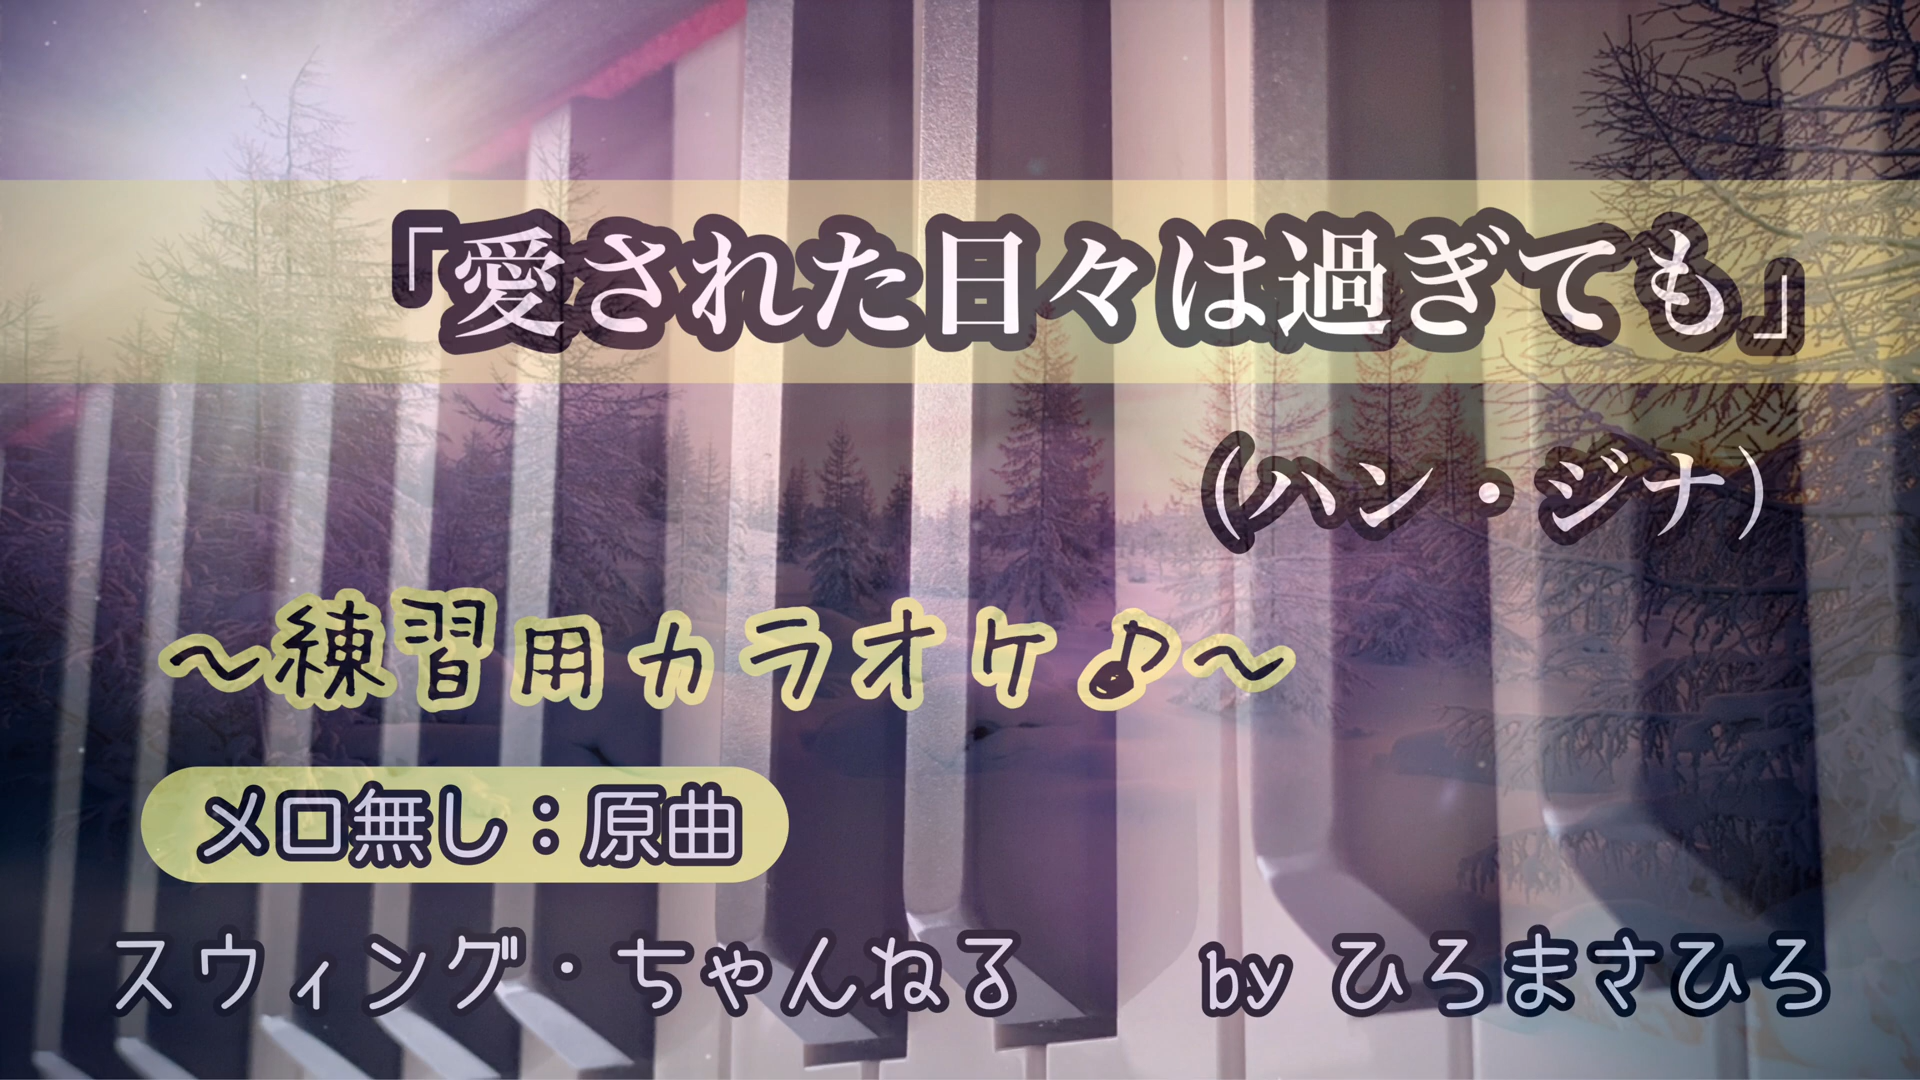 「愛された日々は過ぎても」
（ハン・ジナ）
～練習用カラオケ♪～
メロ無し：原曲
スウィング・ちゃんねる by ひろまさひろ